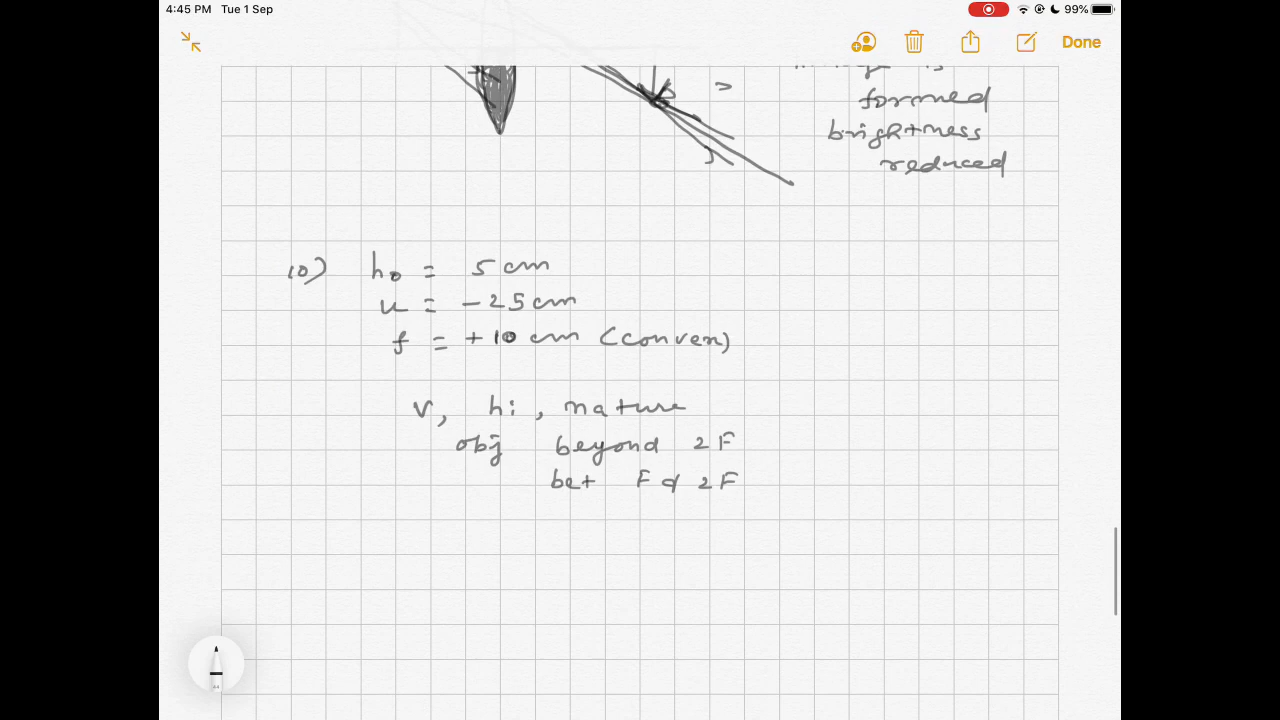 4:45 PM Tue 1 Sep
99%
Done
formed
brightness
reduced
10) ho = 5 cm
u = -25 cm
f = +10 cm (convex)
v, hi, nature
obj beyond 2F
bet F & 2F